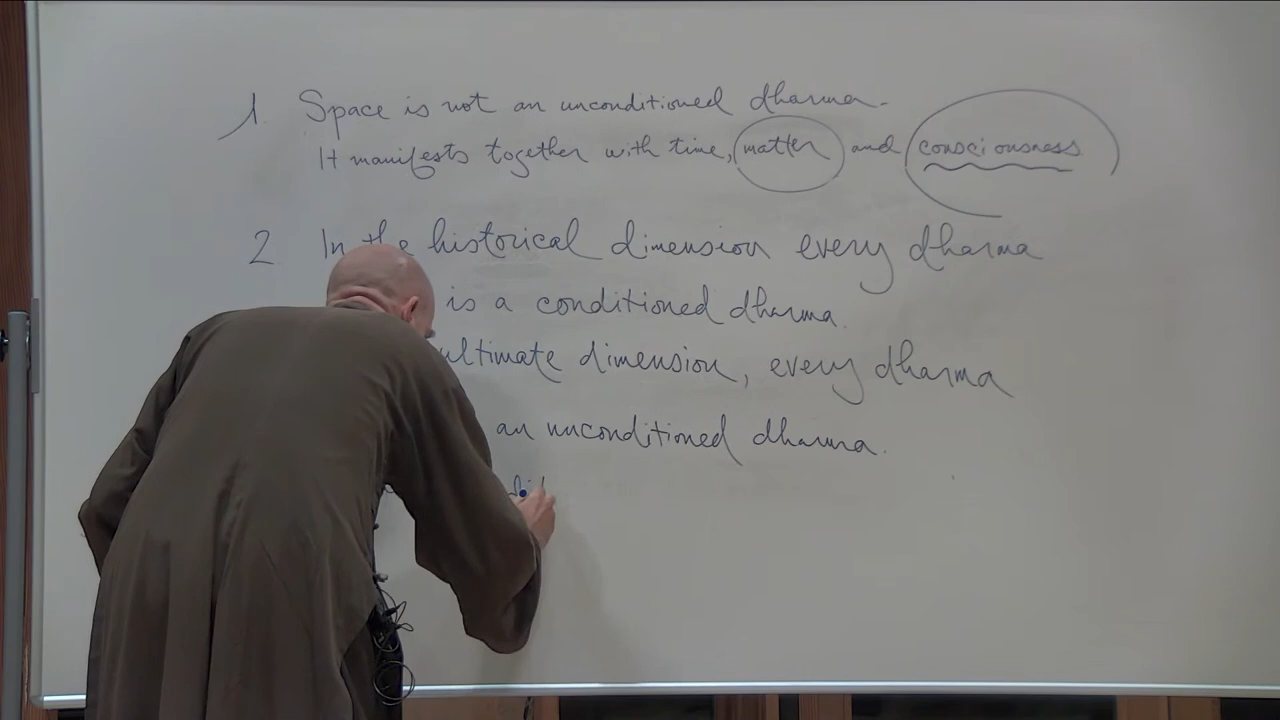 1. Space is not an unconditioned dharma.
It manifests together with time, matter and consciousness
2 In the historical dimension every dharma
is a conditioned dharma.
ultimate dimension, every dharma
an unconditioned dharma.